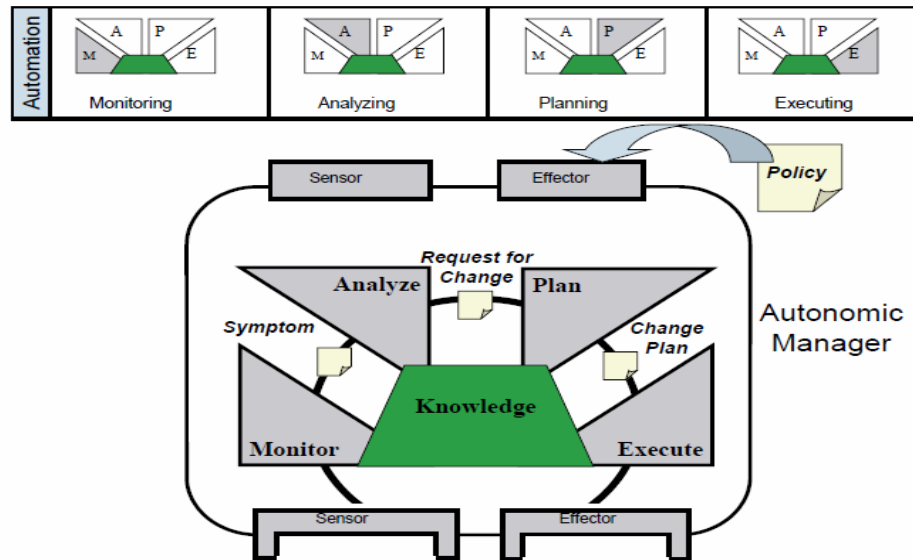 Automation
A P
M E
Monitoring
A P
M E
Analyzing
A P
M E
Planning
A P
M E
Executing
Sensor
Effector
Policy
Request for
Change
Analyze
Plan
Symptom
Change
Plan
Autonomic
Manager
Knowledge
Monitor
Execute
Sensor
Effector